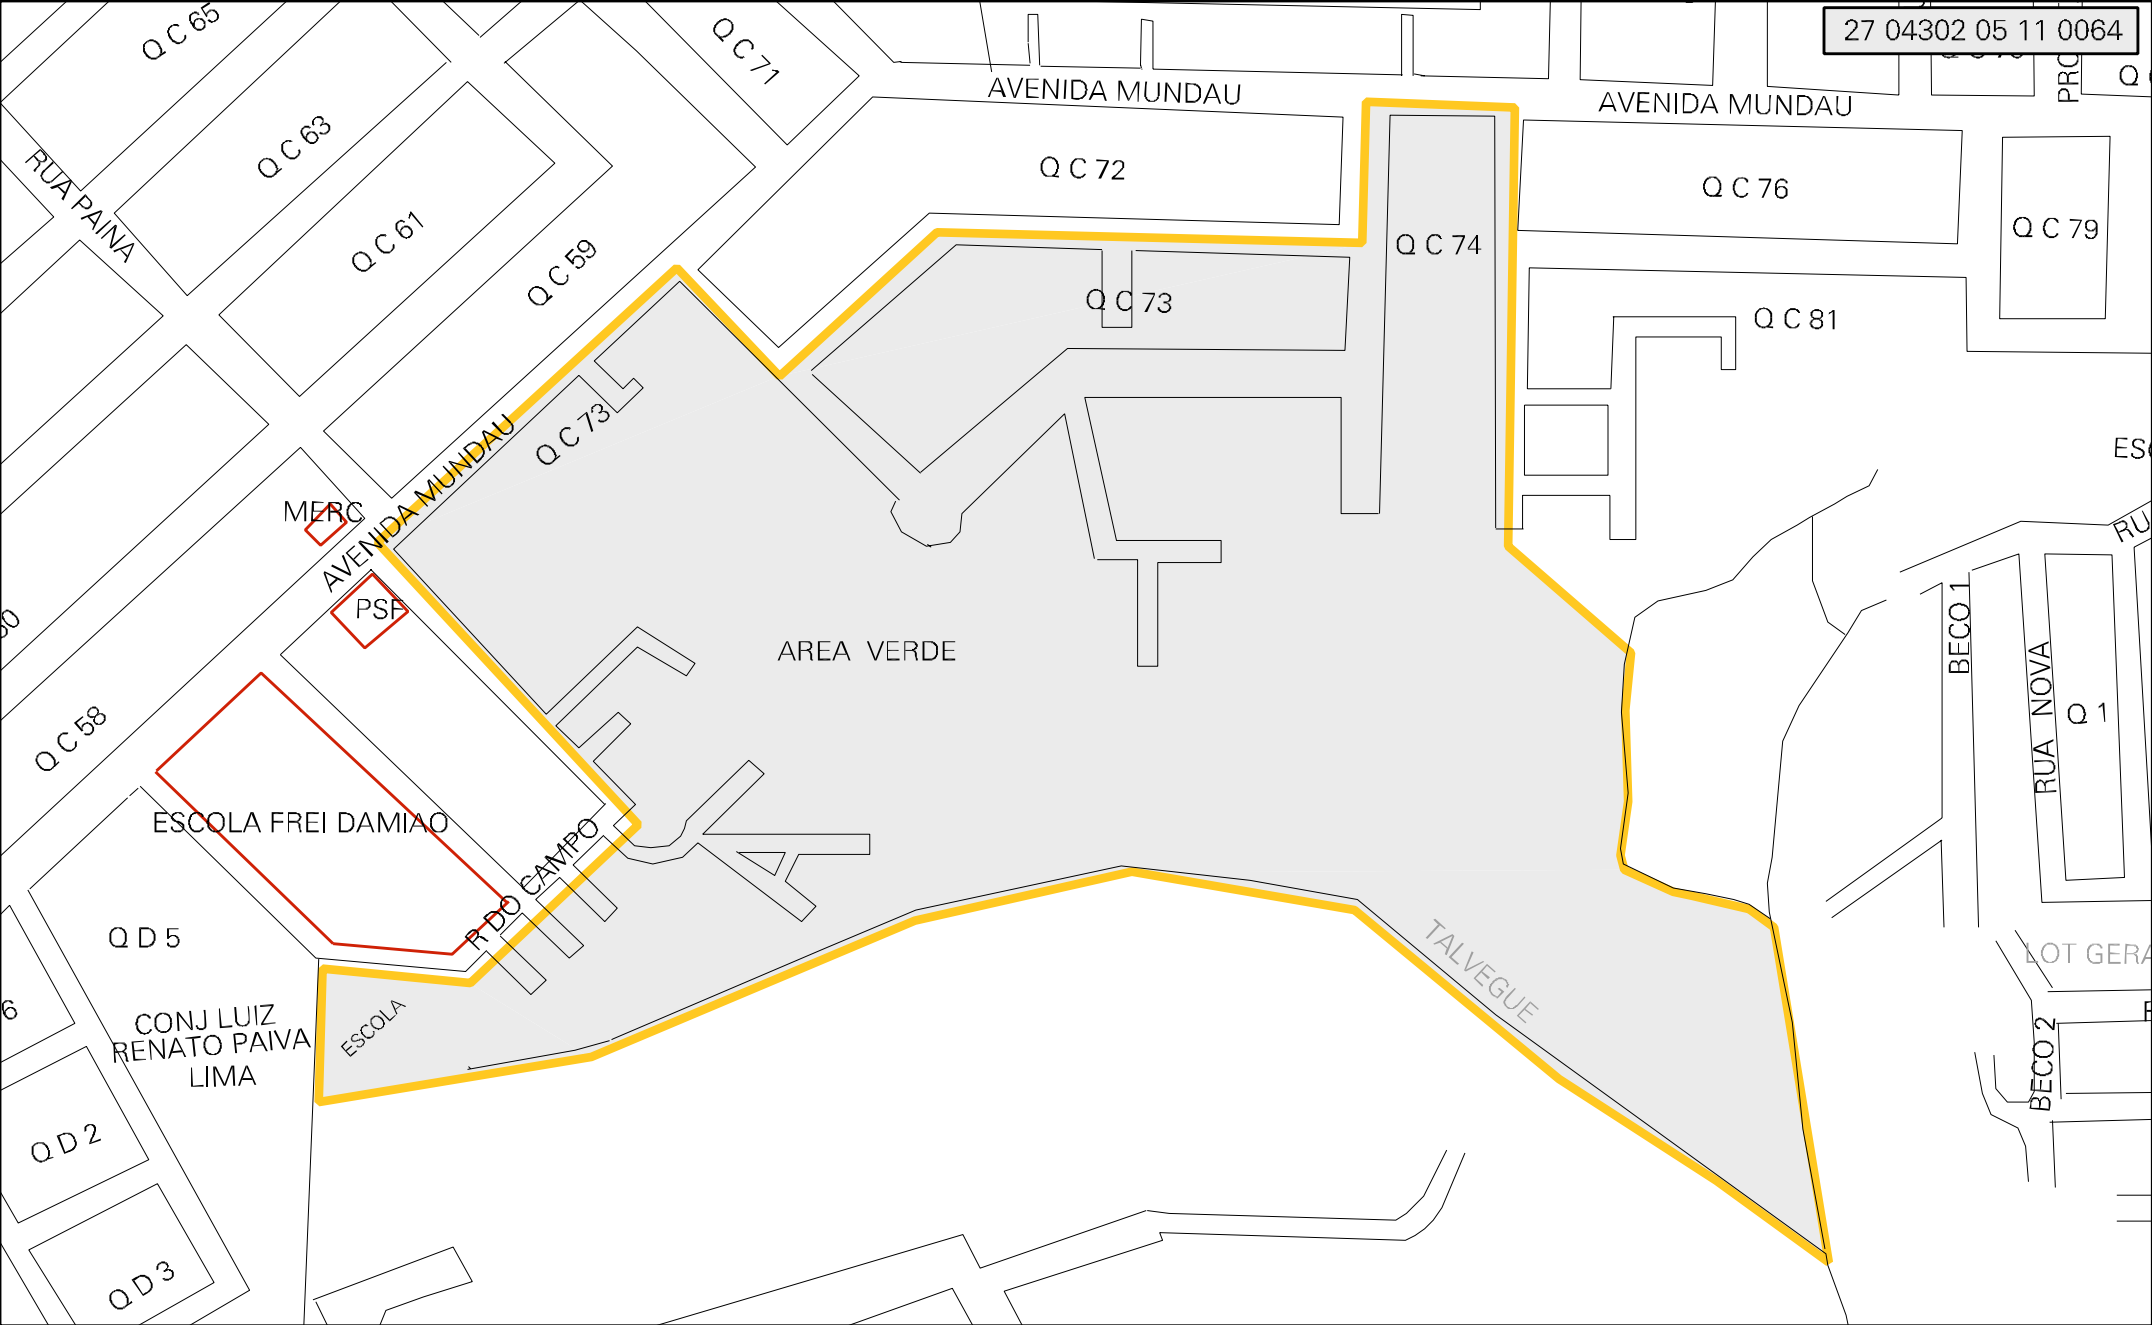 27 04302 05 11 0064
Q C 65
Q C 71
AVENIDA MUNDAU
AVENIDA MUNDAU
Q C 63
Q C 72
Q C 76
RUA PAINA
Q C 61
Q C 59
Q C 74
Q C 79
Q C 73
Q C 81
Q C 73
MERC
AVENIDA MUNDAU
PSF
AREA VERDE
BECO 1
RUA NOVA
Q 1
Q C 58
ESCOLA FREI DAMIAO
R DO CAMPO
Q D 5
TALVEGUE
LOT GERA
ESCOLA
CONJ LUIZ
RENATO PAIVA
LIMA
BECO 2
Q D 2
Q D 3